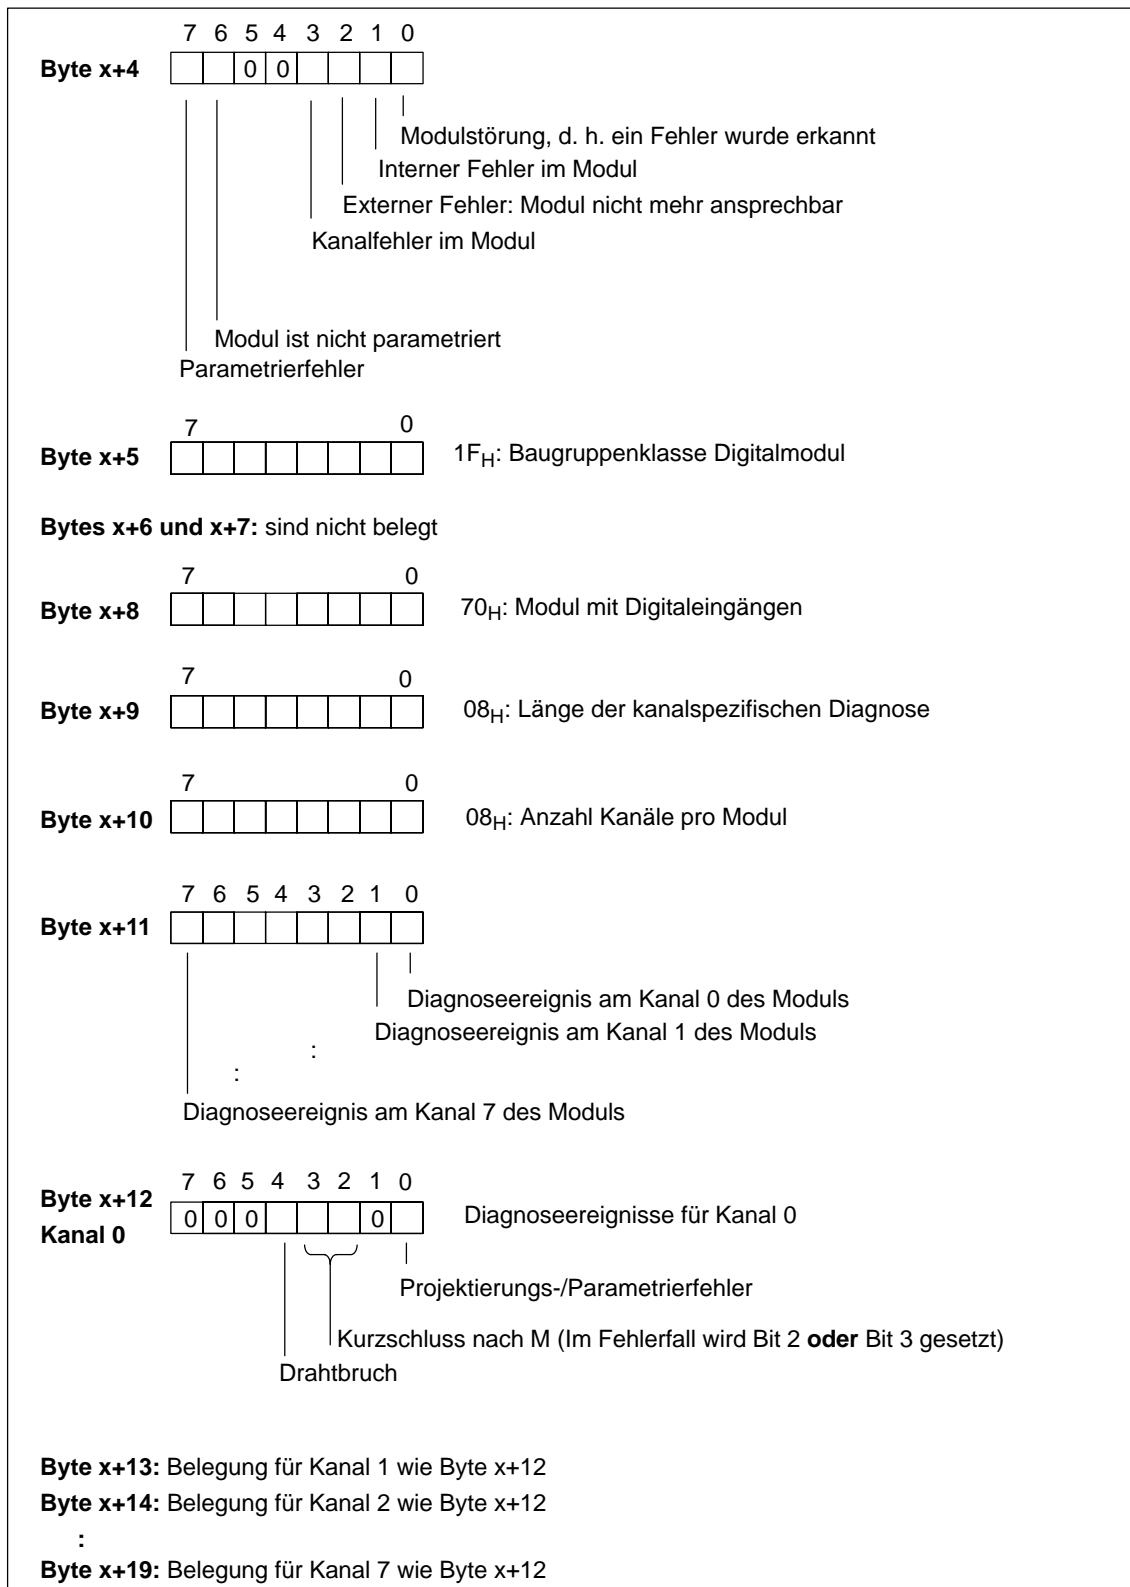 7 6 5 4 3 2 1 0
Byte x+4 0 0
Modulstörung, d. h. ein Fehler wurde erkannt
Interner Fehler im Modul
Externer Fehler: Modul nicht mehr ansprechbar
Kanalfehler im Modul
Modul ist nicht parametriert
Parametrierfehler
7 0
Byte x+5 1FH: Baugruppenklasse Digitalmodul
Bytes x+6 und x+7: sind nicht belegt
7 0
Byte x+8 70H: Modul mit Digitaleingängen
7 0
Byte x+9 08H: Länge der kanalspezifischen Diagnose
7 0
Byte x+10 08H: Anzahl Kanäle pro Modul
7 6 5 4 3 2 1 0
Byte x+11
Diagnoseereignis am Kanal 0 des Moduls
Diagnoseereignis am Kanal 1 des Moduls
:
:
Diagnoseereignis am Kanal 7 des Moduls
7 6 5 4 3 2 1 0
Byte x+12
Kanal 0
0 0 0 0 Diagnoseereignisse für Kanal 0
Projektierungs-/Parametrierfehler
Kurzschluss nach M (Im Fehlerfall wird Bit 2 oder Bit 3 gesetzt)
Drahtbruch
Byte x+13: Belegung für Kanal 1 wie Byte x+12
Byte x+14: Belegung für Kanal 2 wie Byte x+12
:
Byte x+19: Belegung für Kanal 7 wie Byte x+12